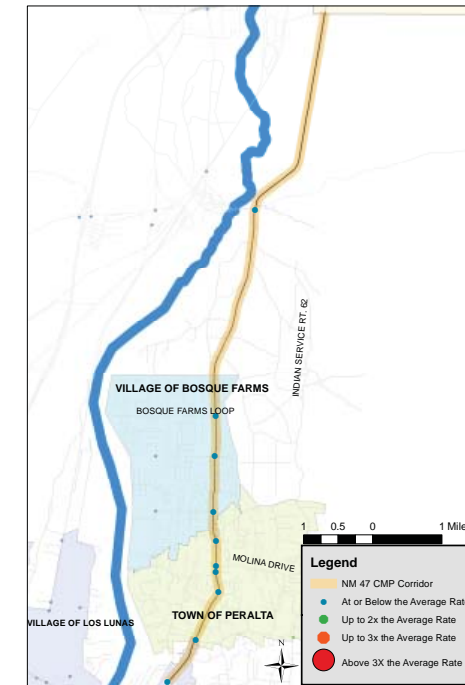 INDIAN SERVICE RT. 62
VILLAGE OF BOSQUE FARMS
BOSQUE FARMS LOOP
MOLINA DRIVE
TOWN OF PERALTA
VILLAGE OF LOS LUNAS
1 0.5 0 1 Mile
N
Legend
NM 47 CMP Corridor
At or Below the Average Rat
Up to 2x the Average Rate
Up to 3x the Average Rate
Above 3X the Average Rate